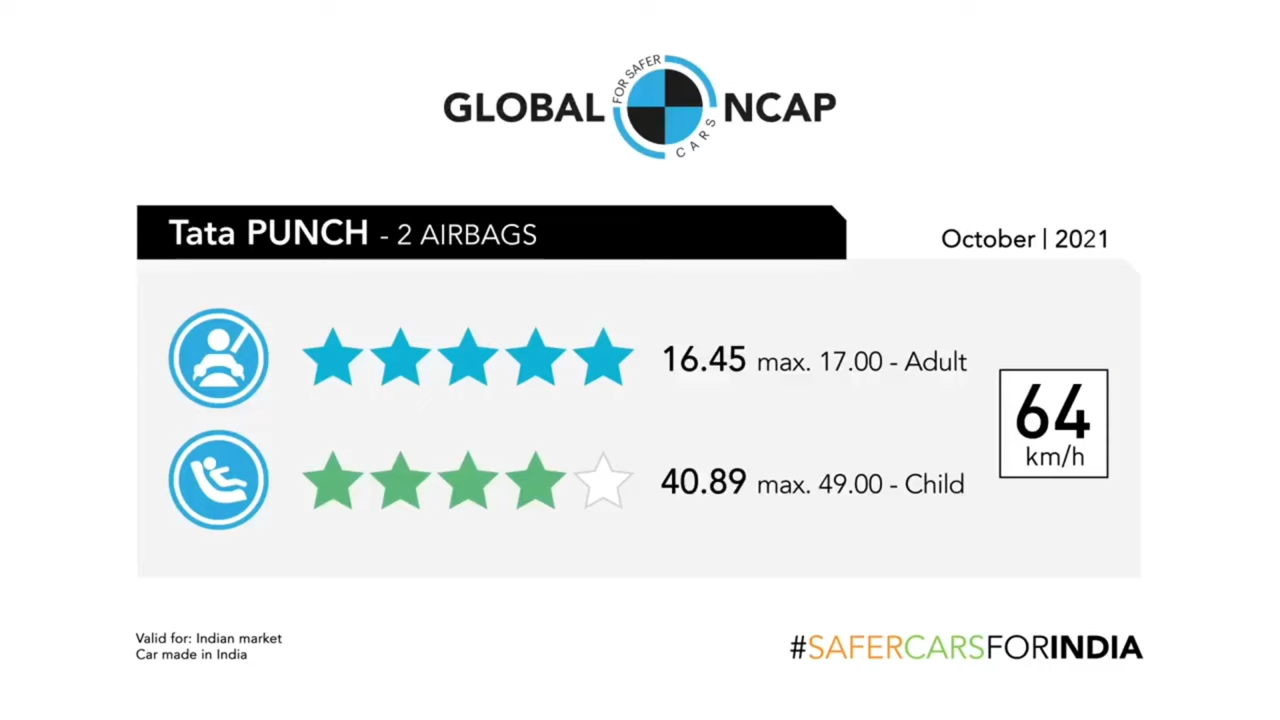 GLOBAL FOR SAFER CARS NCAP
Tata PUNCH - 2 AIRBAGS
October | 2021
16.45 max. 17.00 - Adult
64
km/h
40.89 max. 49.00 - Child
Valid for: Indian market
Car made in India
#SAFERCARSFORINDIA